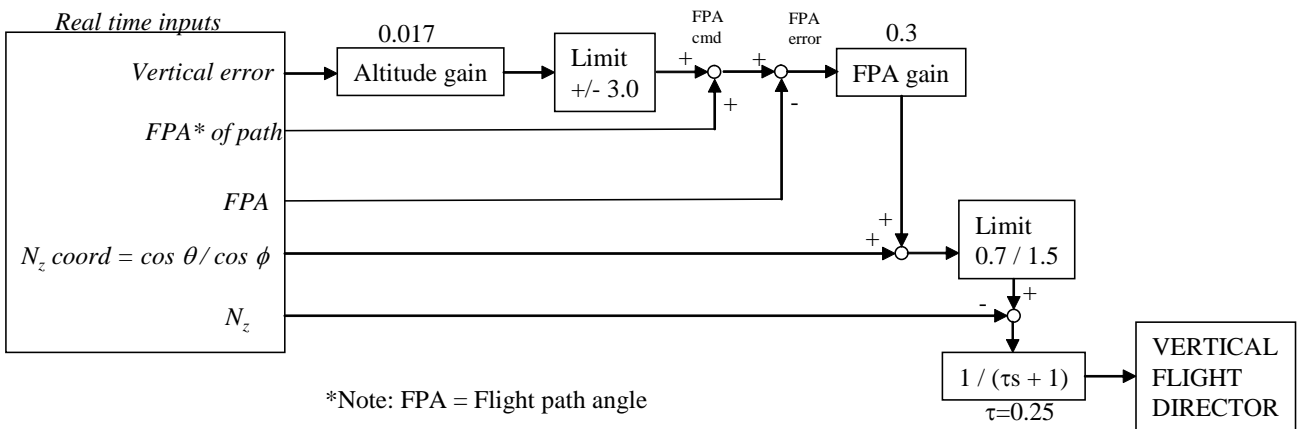 Real time inputs
FPA
cmd
FPA
error
0.017
0.3
Vertical error
Altitude gain
Limit
+/- 3.0
+
+
+
-
FPA gain
FPA* of path
FPA
N_z coord = cos θ / cos ϕ
+
+
Limit
0.7 / 1.5
N_z
-
+
1 / (τs + 1)
τ=0.25
VERTICAL
FLIGHT
DIRECTOR
*Note: FPA = Flight path angle